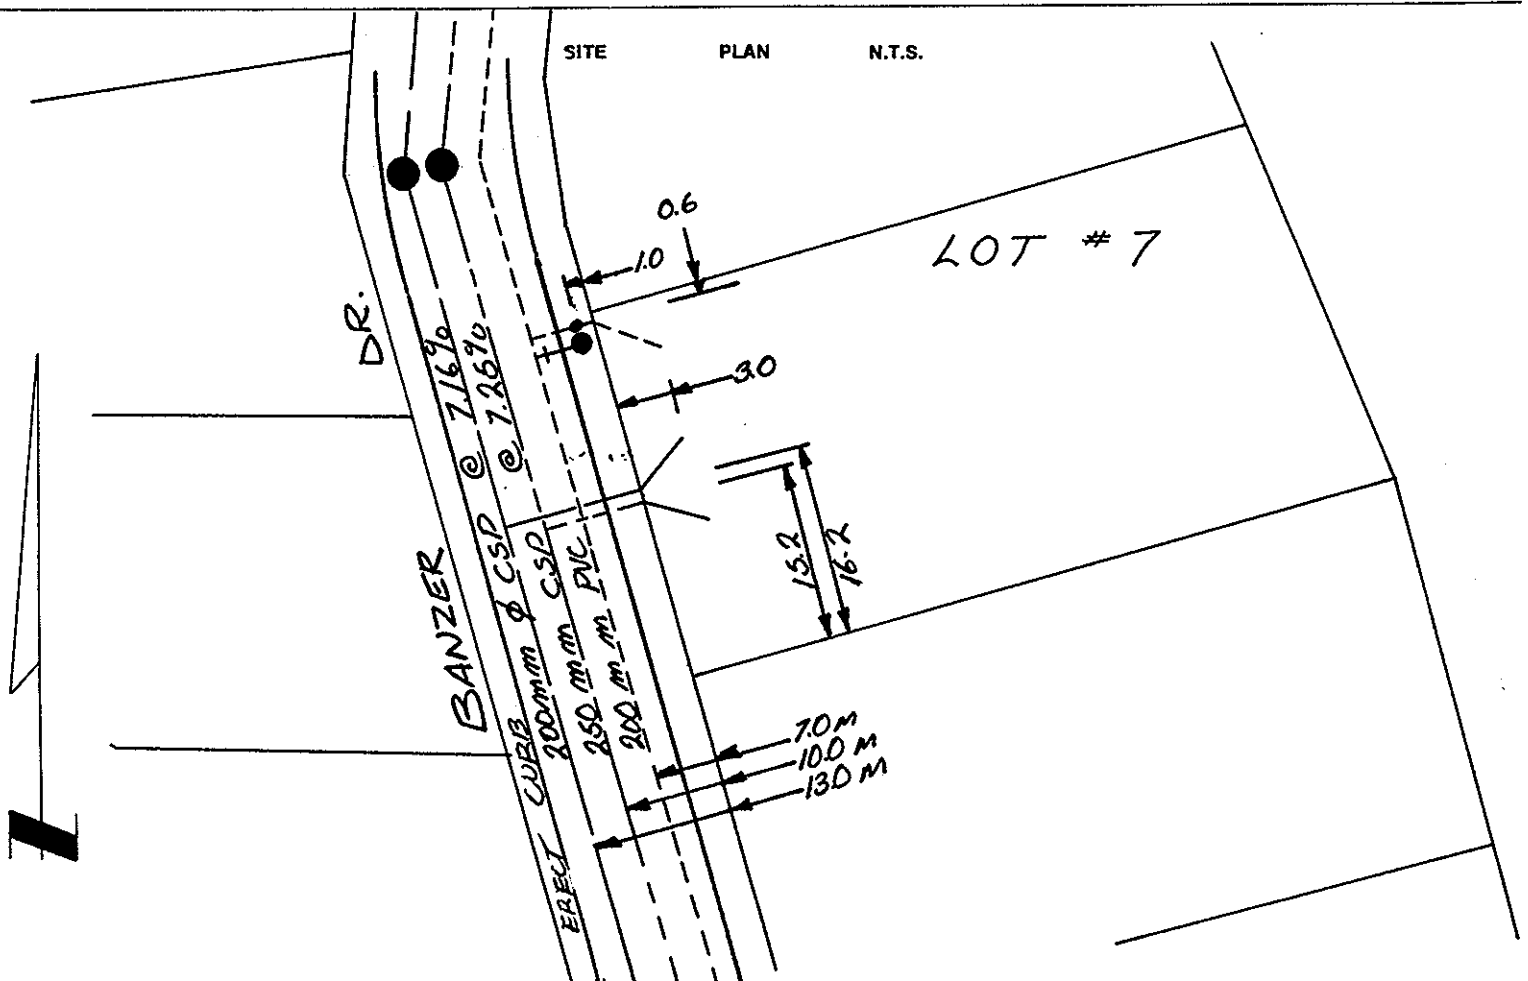 SITE PLAN N.T.S.
0.6
1.0
LOT # 7
3.0
BANZER DR.
@ 7.16%
@ 7.26%
15.2
16.2
ERECT CURB
200mm ϕ CSP
250 mm CSP
200 mm PVC
7.0 M
10.0 M
13.0 M